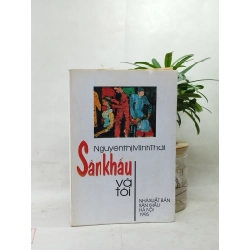 Nguyễn thị Minh Thái
Sân khấu
và
tôi
NHÀ XUẤT BẢN
SÂN KHẤU
HÀ NỘI
1995